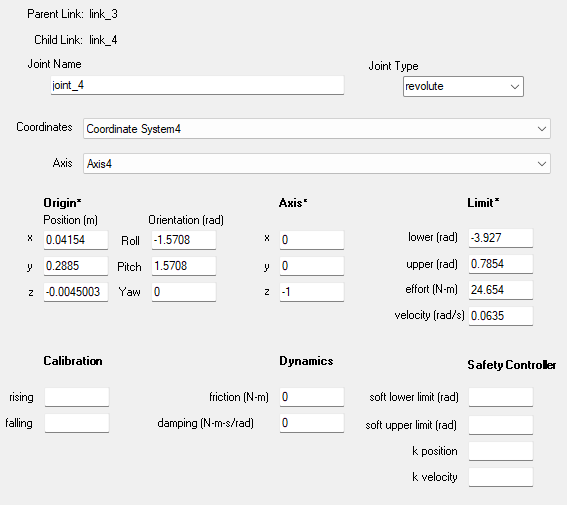 Parent Link: link_3
Child Link: link_4
Joint Name
Joint Type
joint_4
revolute
Coordinates Coordinate System4
Axis Axis4
Origin* Axis* Limit*
Position (m) Orientation (rad)
x 0.04154 Roll -1.5708 x 0 lower (rad) -3.927
y 0.2885 Pitch 1.5708 y 0 upper (rad) 0.7854
z -0.0045003 Yaw 0 z -1 effort (N-m) 24.654
velocity (rad/s) 0.0635
Calibration Dynamics Safety Controller
rising friction (N-m) 0 soft lower limit (rad)
falling damping (N-m-s/rad) 0 soft upper limit (rad)
k position
k velocity